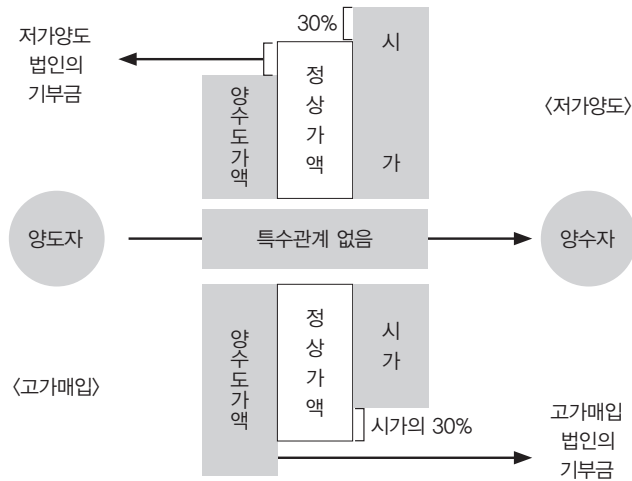 저가양도
법인의
기부금
30%
양수도가액
정상가액
시가
〈저가양도〉
양도자
특수관계 없음
양수자
〈고가매입〉
양수도가액
정상가액
시가
시가의 30%
고가매입
법인의
기부금